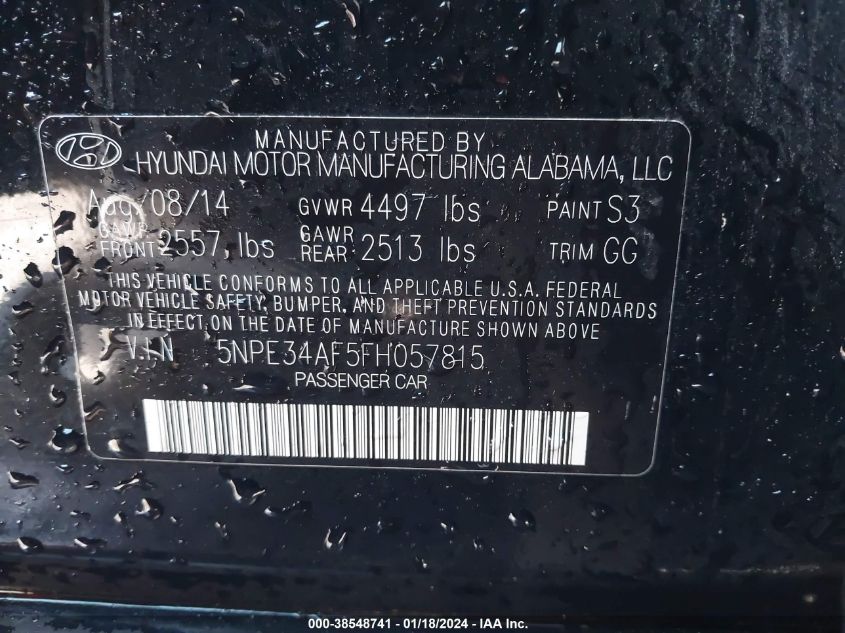 MANUFACTURED BY
HYUNDAI MOTOR MANUFACTURING ALABAMA, LLC
Aug/08/14 GVWR 4497 lbs PAINT S3
GAWR FRONT 2557 lbs GAWR REAR 2513 lbs TRIM GG
THIS VEHICLE CONFORMS TO ALL APPLICABLE U.S.A. FEDERAL
MOTOR VEHICLE SAFETY, BUMPER, AND THEFT PREVENTION STANDARDS
IN EFFECT ON THE DATE OF MANUFACTURE SHOWN ABOVE
V.I.N 5NPE34AF5FH057815
PASSENGER CAR
000-38548741 - 01/18/2024 - IAA Inc.